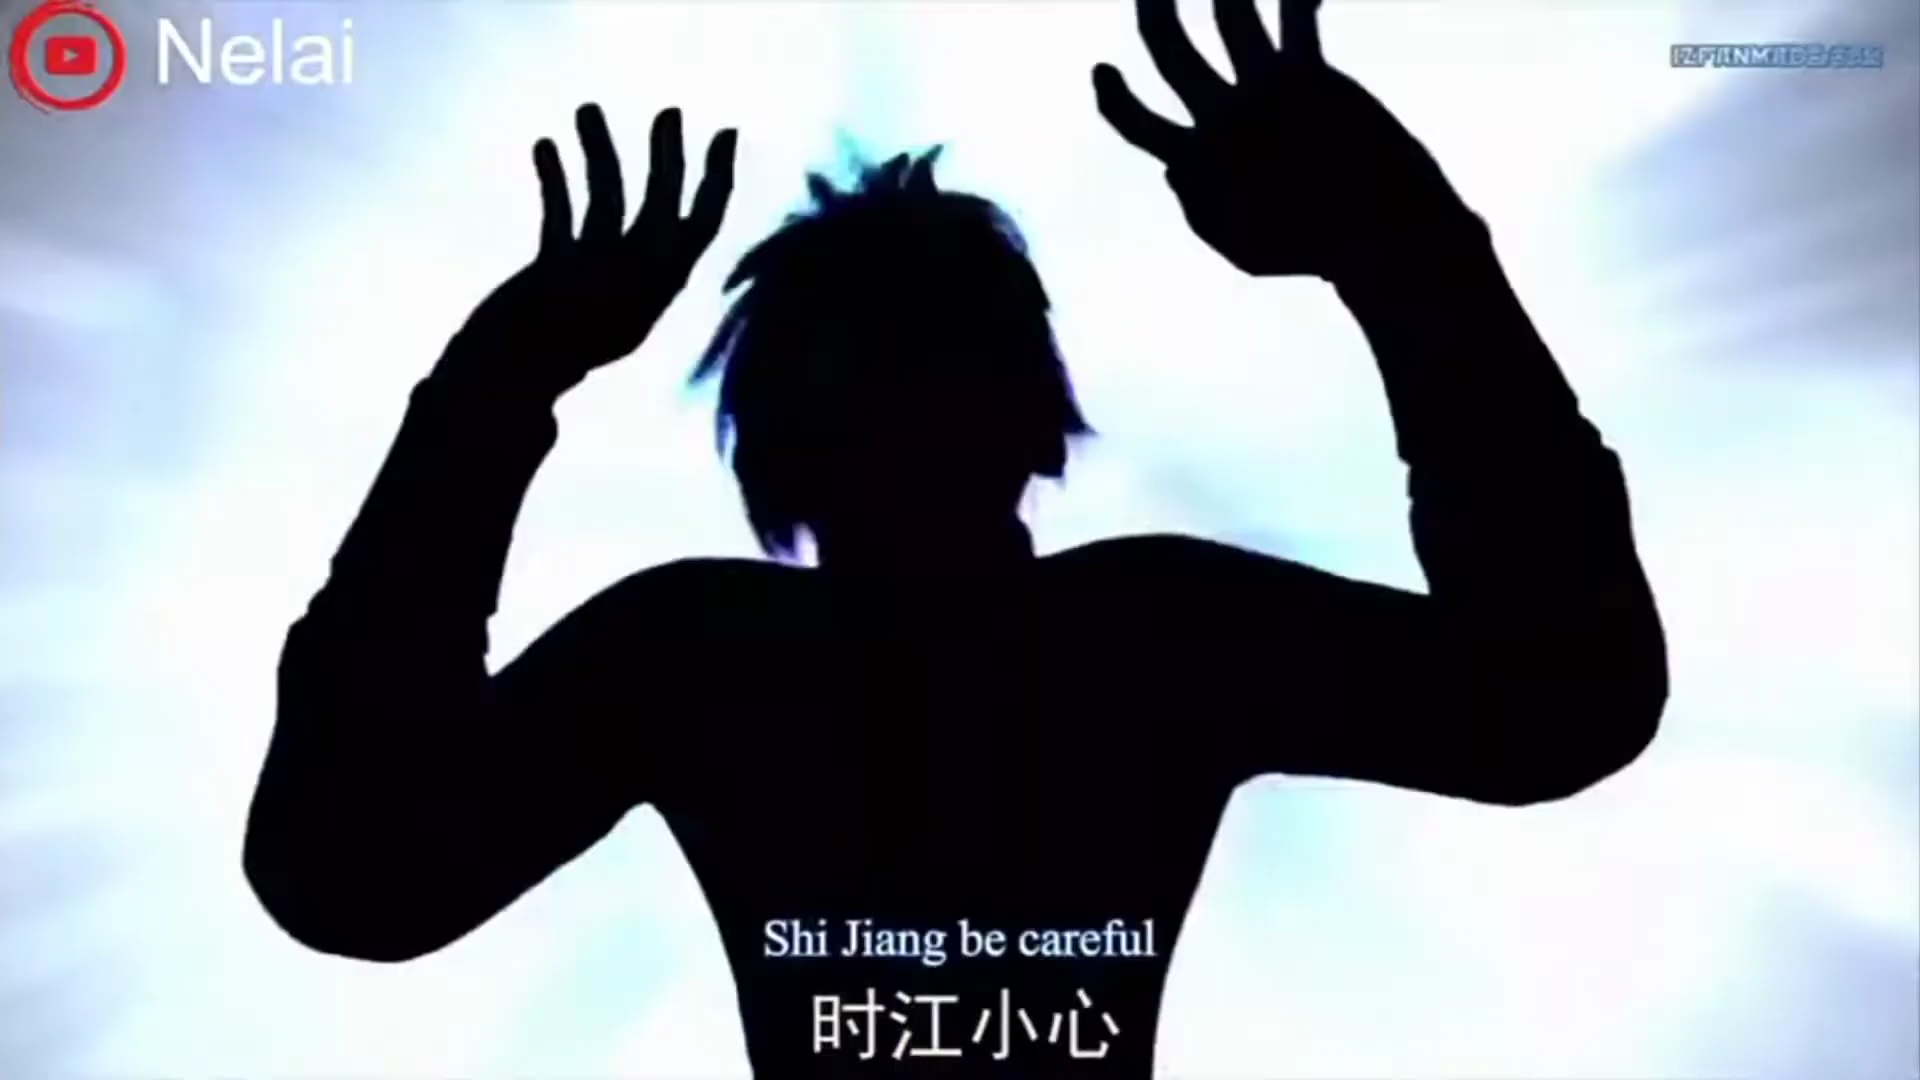 Nelai
Shi Jiang be careful
时江小心